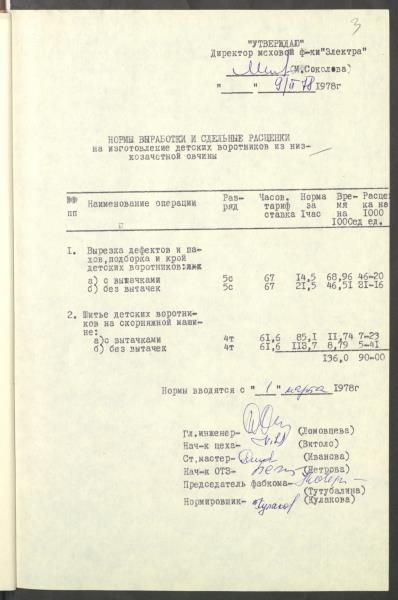 3
"УТВЕРЖДАЮ"
Директор меховой ф-ки"Электра"
(М.Соколова)
" " 9/II 78 1978г
НОРМЫ ВЫРАБОТКИ И СДЕЛЬНЫЕ РАСЦЕНКИ
на изготовление детских воротников из низ-
козачетной овчины
№№ пп Наименование операции Раз-ряд Часов. тариф ставка Норма за 1час Вре-мя на 1000ед Расцен ка на 1000 ед.
1. Вырезка дефектов и па-
хов,подборка и крой
детских воротников:
а) с вытачками 5с 67 14,5 68,96 46-20
б) без вытачек 5с 67 21,5 46,51 31-16
2. Шитье детских воротни-
ков на скорняжной маши-
не:
а)с вытачками 4т 61,6 85,1 11,74 7-23
б) без вытачек 4т 61,6 113,7 8,79 5-41
136,0 90-00
Нормы вводятся с " 1 " марта 1978г
Гл.инженер- (Домовцева)
Нач-к цеха- (Витолс)
Ст.мастер- (Иванова)
Нач-к ОТЗ- (Петрова)
Председатель фабкома-
(Тутубалина)
Нормировшик- (Кулакова)